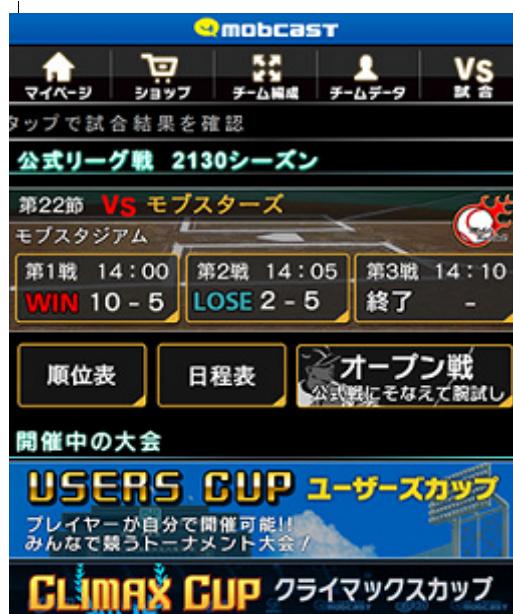 mobcast
マイページ ショップ チーム編成 チームデータ VS 試合
タップで試合結果を確認
公式リーグ戦 2130シーズン
第22節 VS モブスターズ
モブスタジアム
第1戦 14:00 第2戦 14:05 第3戦 14:10
WIN 10 - 5 LOSE 2 - 5 終了 -
順位表 日程表 オープン戦
公式戦にそなえて腕試し
開催中の大会
USERS CUP ユーザーズカップ
プレイヤーが自分で開催可能!!
みんなで競うトーナメント大会!
CLIMAX CUP クライマックスカップ